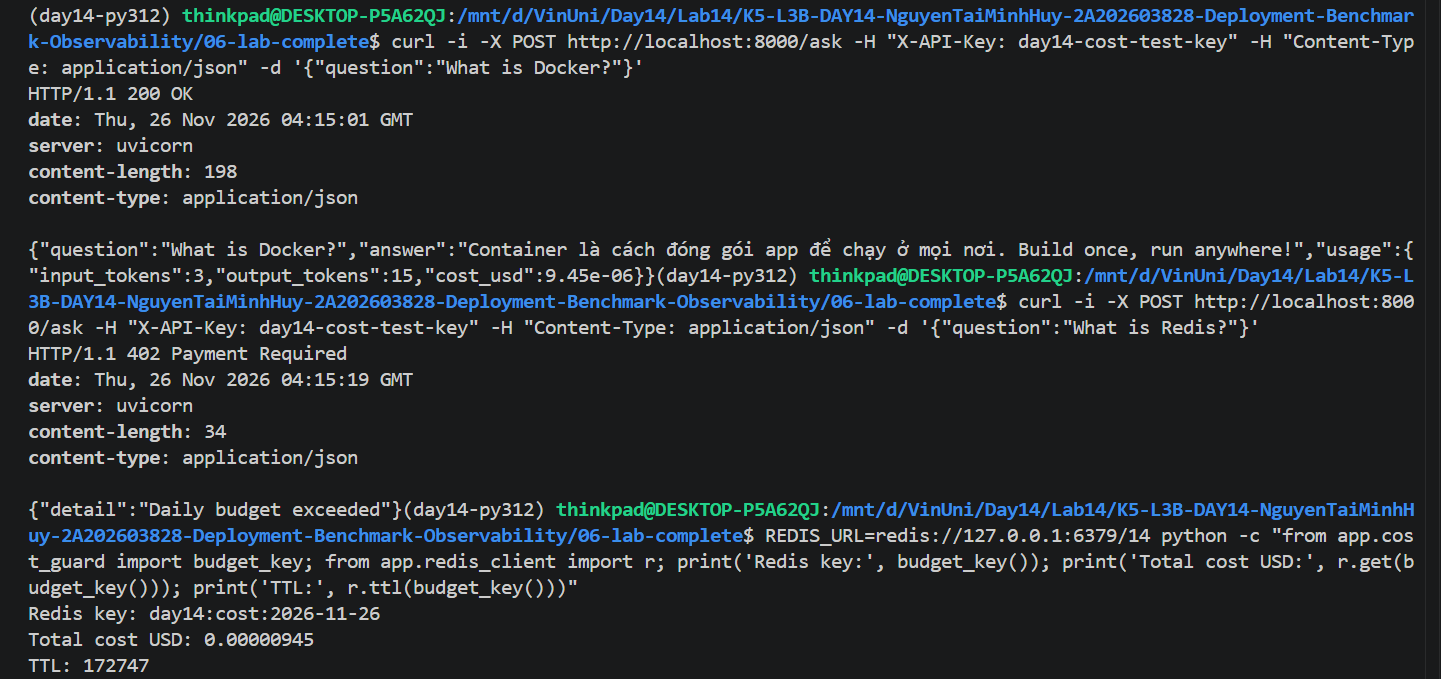 (day14-py312) thinkpad@DESKTOP-P5A62QJ:/mnt/d/VinUni/Day14/Lab14/K5-L3B-DAY14-NguyenTaiMinhHuy-2A202603828-Deployment-Benchmar
k-Observability/06-lab-complete$ curl -i -X POST http://localhost:8000/ask -H "X-API-Key: day14-cost-test-key" -H "Content-Typ
e: application/json" -d '{"question":"What is Docker?"}'
HTTP/1.1 200 OK
date: Thu, 26 Nov 2026 04:15:01 GMT
server: uvicorn
content-length: 198
content-type: application/json

{"question":"What is Docker?","answer":"Container là cách đóng gói app để chạy ở mọi nơi. Build once, run anywhere!","usage":{
"input_tokens":3,"output_tokens":15,"cost_usd":9.45e-06}}(day14-py312) thinkpad@DESKTOP-P5A62QJ:/mnt/d/VinUni/Day14/Lab14/K5-L
3B-DAY14-NguyenTaiMinhHuy-2A202603828-Deployment-Benchmark-Observability/06-lab-complete$ curl -i -X POST http://localhost:800
0/ask -H "X-API-Key: day14-cost-test-key" -H "Content-Type: application/json" -d '{"question":"What is Redis?"}'
HTTP/1.1 402 Payment Required
date: Thu, 26 Nov 2026 04:15:19 GMT
server: uvicorn
content-length: 34
content-type: application/json

{"detail":"Daily budget exceeded"}(day14-py312) thinkpad@DESKTOP-P5A62QJ:/mnt/d/VinUni/Day14/Lab14/K5-L3B-DAY14-NguyenTaiMinhH
uy-2A202603828-Deployment-Benchmark-Observability/06-lab-complete$ REDIS_URL=redis://127.0.0.1:6379/14 python -c "from app.cos
t_guard import budget_key; from app.redis_client import r; print('Redis key:', budget_key()); print('Total cost USD:', r.get(b
udget_key())); print('TTL:', r.ttl(budget_key()))"
Redis key: day14:cost:2026-11-26
Total cost USD: 0.00000945
TTL: 172747